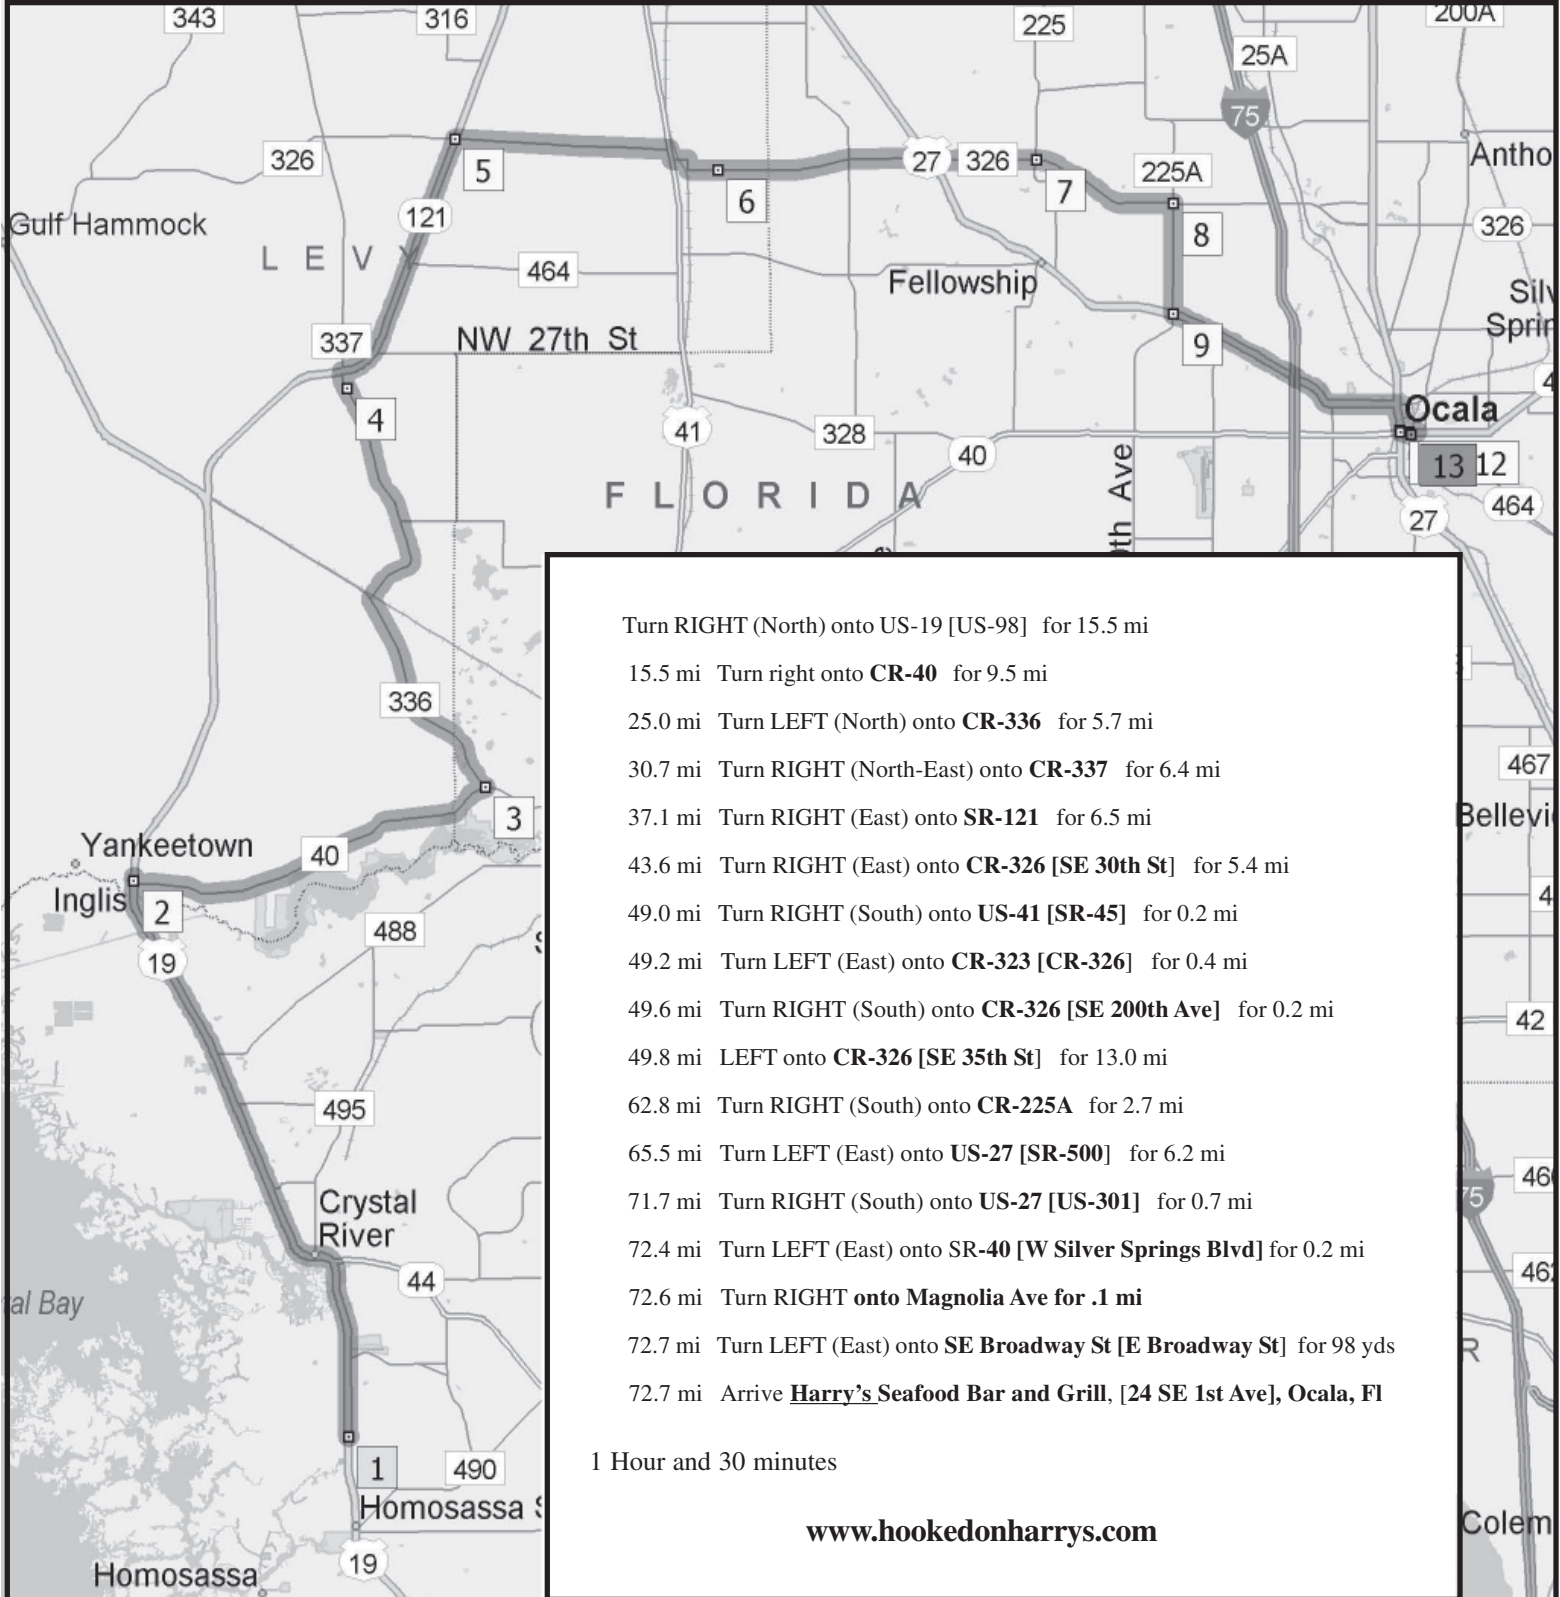 343
316
225
200A
25A
75
Antho
326
5
121
6
27
326
7
225A
8
326
Gulf Hammock
L E V Y
464
Fellowship
Silv
Sprin
337
NW 27th St
9
4
4
41
328
40
Ocala
13
12
F L O R I D A
0th Ave
27
464
336
467
3
Bellevi
Yankeetown
40
Inglis
2
488
4
19
42
495
Crystal
River
75
46
44
462
al Bay
R
1
490
Homosassa S
19
Homosassa
Colem
Turn RIGHT (North) onto US-19 [US-98] for 15.5 mi
15.5 mi Turn right onto CR-40 for 9.5 mi
25.0 mi Turn LEFT (North) onto CR-336 for 5.7 mi
30.7 mi Turn RIGHT (North-East) onto CR-337 for 6.4 mi
37.1 mi Turn RIGHT (East) onto SR-121 for 6.5 mi
43.6 mi Turn RIGHT (East) onto CR-326 [SE 30th St] for 5.4 mi
49.0 mi Turn RIGHT (South) onto US-41 [SR-45] for 0.2 mi
49.2 mi Turn LEFT (East) onto CR-323 [CR-326] for 0.4 mi
49.6 mi Turn RIGHT (South) onto CR-326 [SE 200th Ave] for 0.2 mi
49.8 mi LEFT onto CR-326 [SE 35th St] for 13.0 mi
62.8 mi Turn RIGHT (South) onto CR-225A for 2.7 mi
65.5 mi Turn LEFT (East) onto US-27 [SR-500] for 6.2 mi
71.7 mi Turn RIGHT (South) onto US-27 [US-301] for 0.7 mi
72.4 mi Turn LEFT (East) onto SR-40 [W Silver Springs Blvd] for 0.2 mi
72.6 mi Turn RIGHT onto Magnolia Ave for .1 mi
72.7 mi Turn LEFT (East) onto SE Broadway St [E Broadway St] for 98 yds
72.7 mi Arrive Harry's Seafood Bar and Grill, [24 SE 1st Ave], Ocala, Fl
1 Hour and 30 minutes
www.hookedonharrys.com